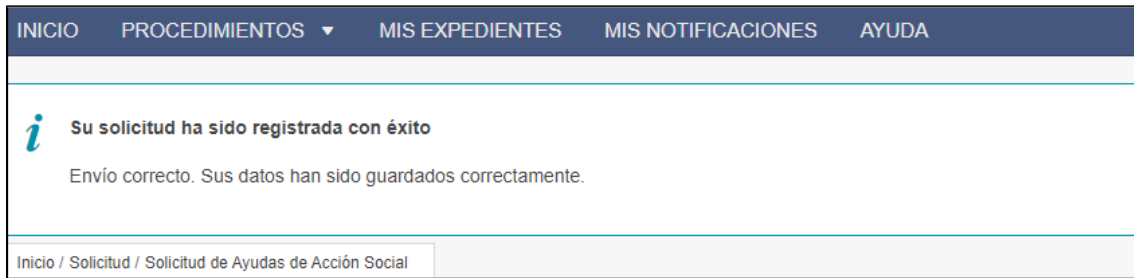 INICIO PROCEDIMIENTOS ▼ MIS EXPEDIENTES MIS NOTIFICACIONES AYUDA
Su solicitud ha sido registrada con éxito
Envío correcto. Sus datos han sido guardados correctamente.
Inicio / Solicitud / Solicitud de Ayudas de Acción Social